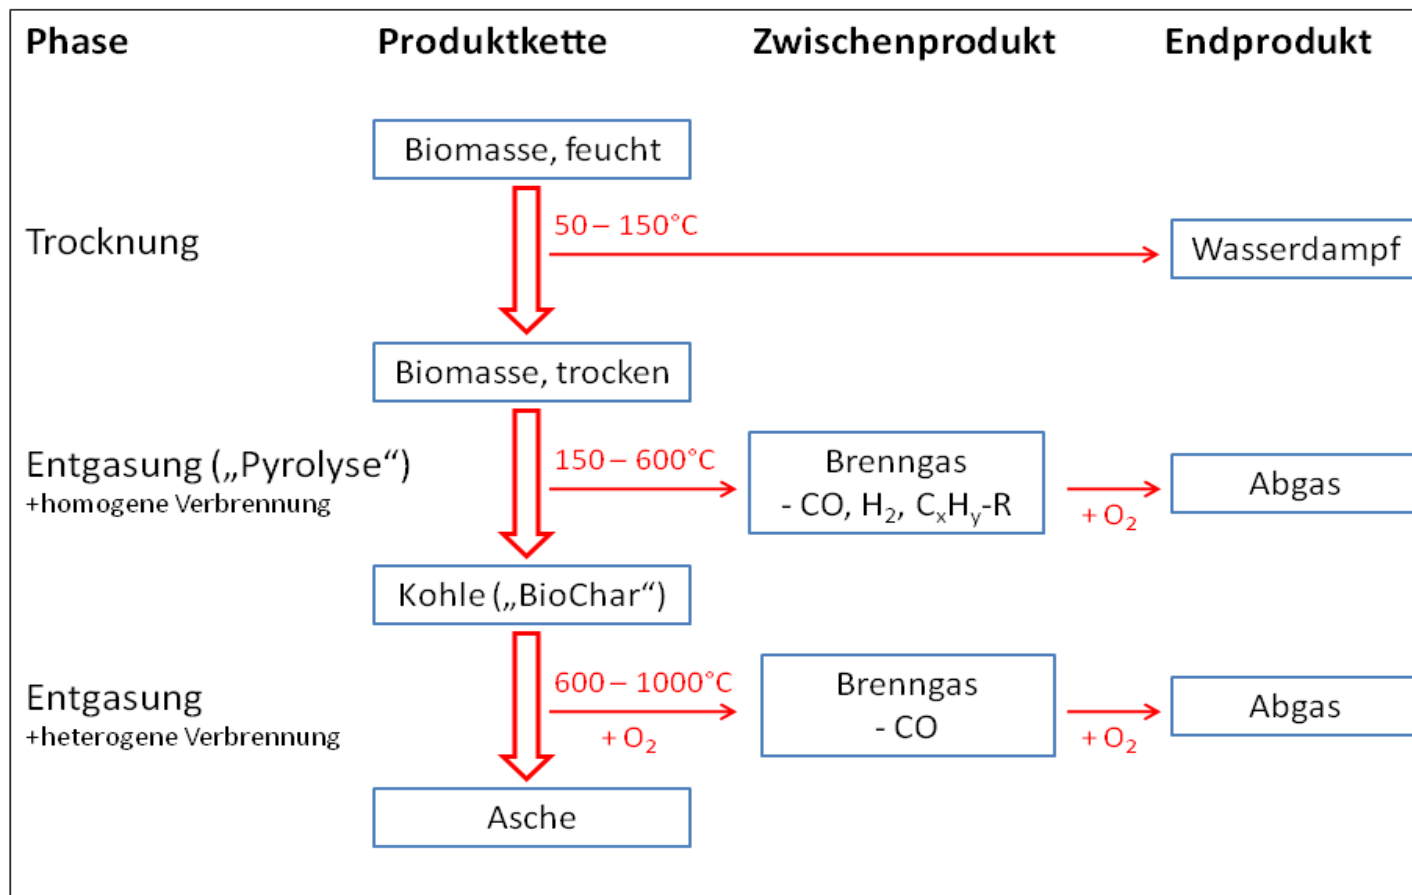 Phase Produktkette Zwischenprodukt Endprodukt
Biomasse, feucht
50 – 150°C
Trocknung
Wasserdampf
Biomasse, trocken
Entgasung („Pyrolyse“)
+homogene Verbrennung
150 – 600°C
Brenngas
- CO, H₂, CₓHᵧ-R
+ O₂
Abgas
Kohle („BioChar“)
Entgasung
+heterogene Verbrennung
600 – 1000°C
+ O₂
Brenngas
- CO
+ O₂
Abgas
Asche